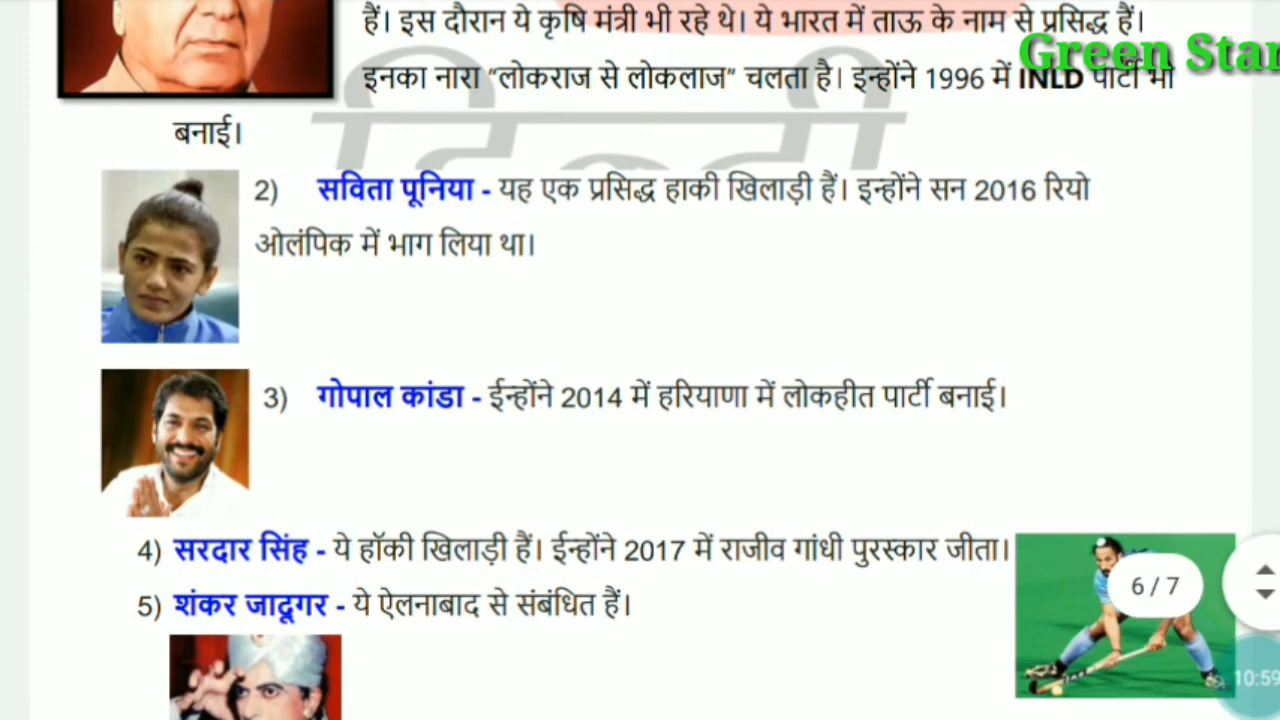 हैं। इस दौरान ये कृषि मंत्री भी रहे थे। ये भारत में ताऊ के नाम से प्रसिद्ध हैं।
Green Star
इनका नारा "लोकराज से लोकलाज" चलता है। इन्होंने 1996 में INLD पार्टी भी
बनाई।
हिन्दी
2) सविता पूनिया - यह एक प्रसिद्ध हाकी खिलाड़ी हैं। इन्होंने सन 2016 रियो
ओलंपिक में भाग लिया था।
3) गोपाल कांडा - ईन्होंने 2014 में हरियाणा में लोकहीत पार्टी बनाई।
4) सरदार सिंह - ये हॉकी खिलाड़ी हैं। ईन्होंने 2017 में राजीव गांधी पुरस्कार जीता।
6 / 7
5) शंकर जादूगर - ये ऐलनाबाद से संबंधित हैं।
10:59